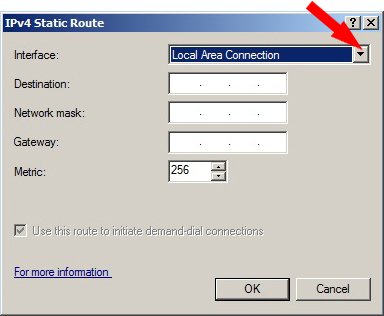 IPv4 Static Route
Interface: Local Area Connection
Destination: . . .
Network mask: . . .
Gateway: . . .
Metric: 256
Use this route to initiate demand-dial connections
For more information
OK Cancel